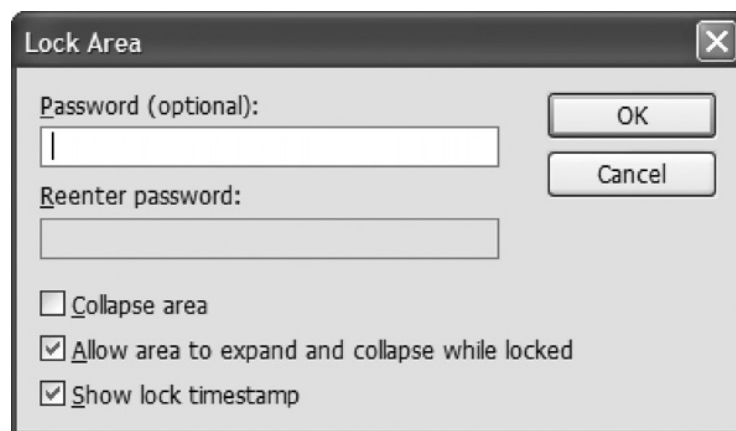 Lock Area
Password (optional):
OK
Cancel
Reenter password:
Collapse area
Allow area to expand and collapse while locked
Show lock timestamp